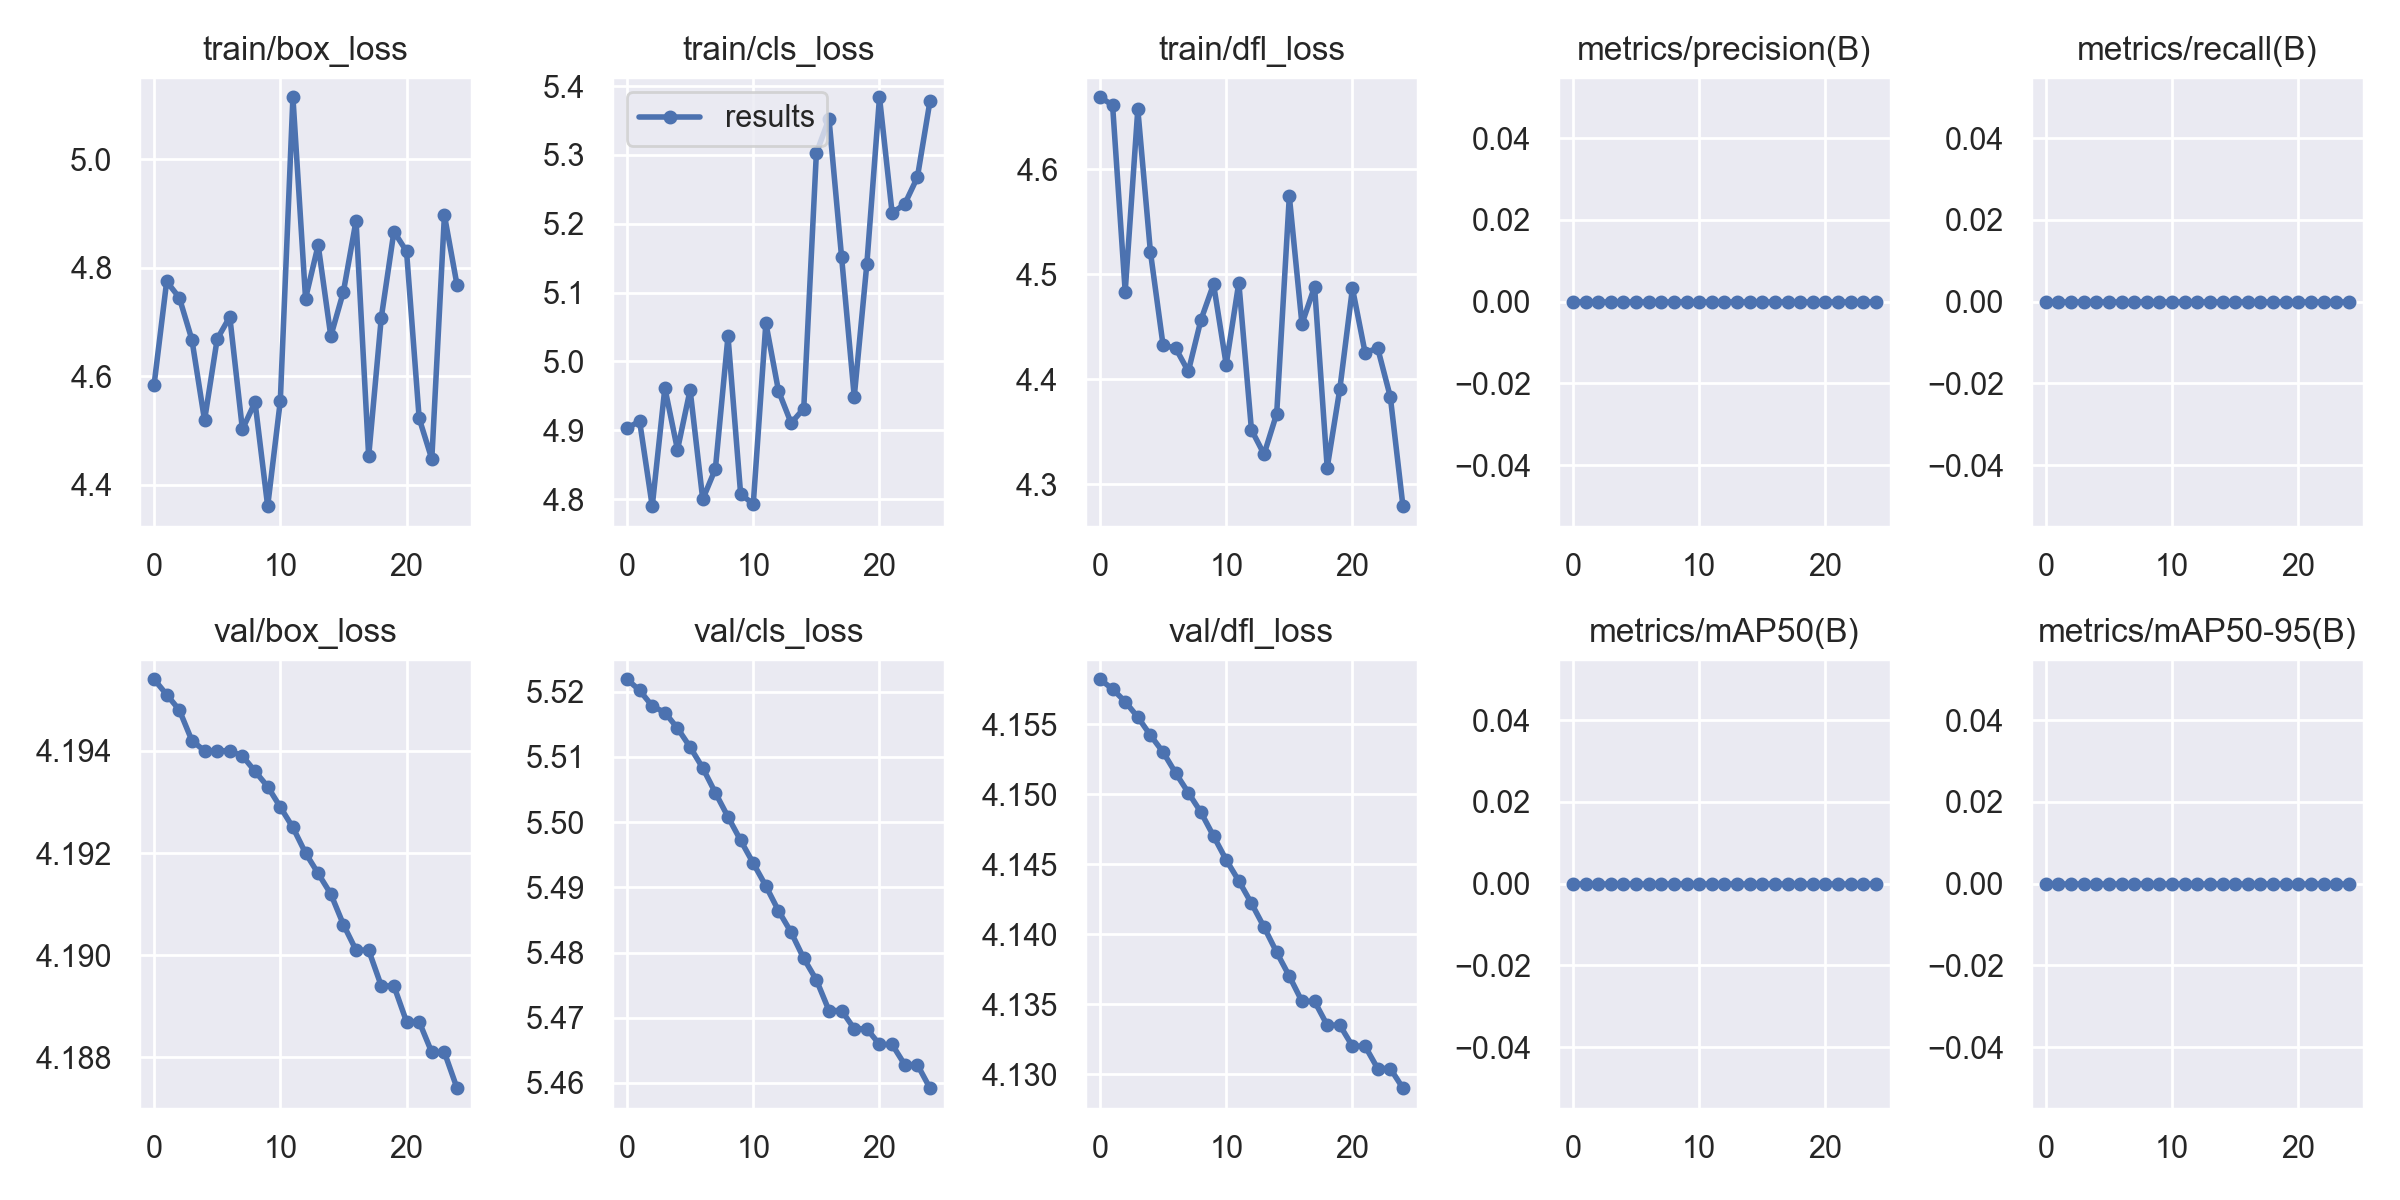 train/box_loss
5.0
4.8
4.6
4.4
0 10 20
train/cls_loss
results
5.4
5.3
5.2
5.1
5.0
4.9
4.8
0 10 20
train/dfl_loss
4.6
4.5
4.4
4.3
0 10 20
metrics/precision(B)
0.04
0.02
0.00
−0.02
−0.04
0 10 20
metrics/recall(B)
0.04
0.02
0.00
−0.02
−0.04
0 10 20
val/box_loss
4.194
4.192
4.190
4.188
0 10 20
val/cls_loss
5.52
5.51
5.50
5.49
5.48
5.47
5.46
0 10 20
val/dfl_loss
4.155
4.150
4.145
4.140
4.135
4.130
0 10 20
metrics/mAP50(B)
0.04
0.02
0.00
−0.02
−0.04
0 10 20
metrics/mAP50-95(B)
0.04
0.02
0.00
−0.02
−0.04
0 10 20